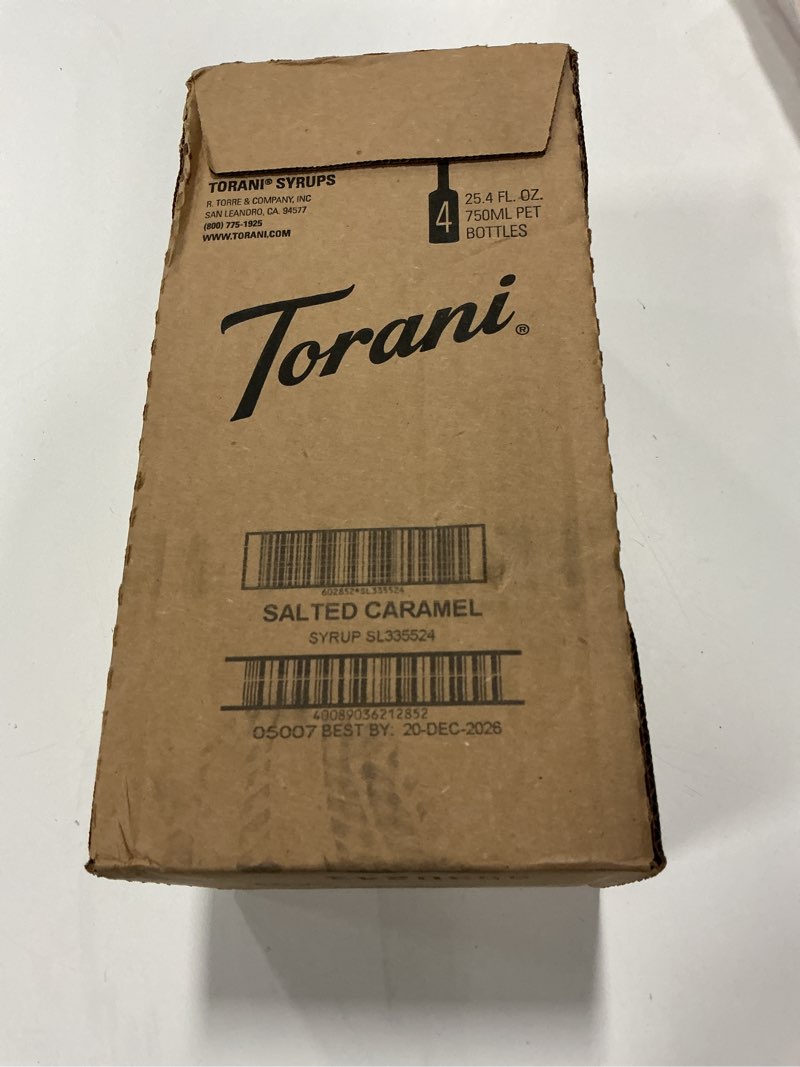 TORANI® SYRUPS
R. TORRE & COMPANY, INC
SAN LEANDRO, CA. 94577
(800) 775-1925
WWW.TORANI.COM
4
25.4 FL. OZ.
750ML PET
BOTTLES
Torani®
602852*SL335524
SALTED CARAMEL
SYRUP SL335524
40089036212852
05007 BEST BY: 20-DEC-2026